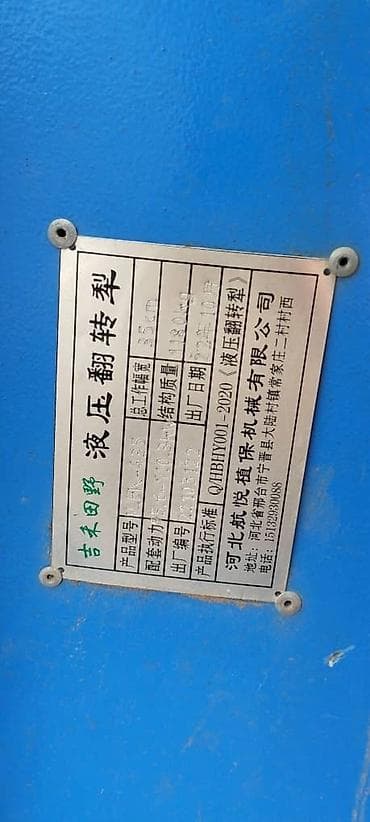 吉禾田野 液压翻转犁
产品型号 总工作幅宽 35cm
配套动力 结构质量 1180kg
出厂编号 出厂日期
产品执行标准 Q/HBHY001-2020《液压翻转犁》
河北航悦植保机械有限公司
地址：河北省邢台市宁晋县大陆村镇常家庄二村村西
电话：15132930088